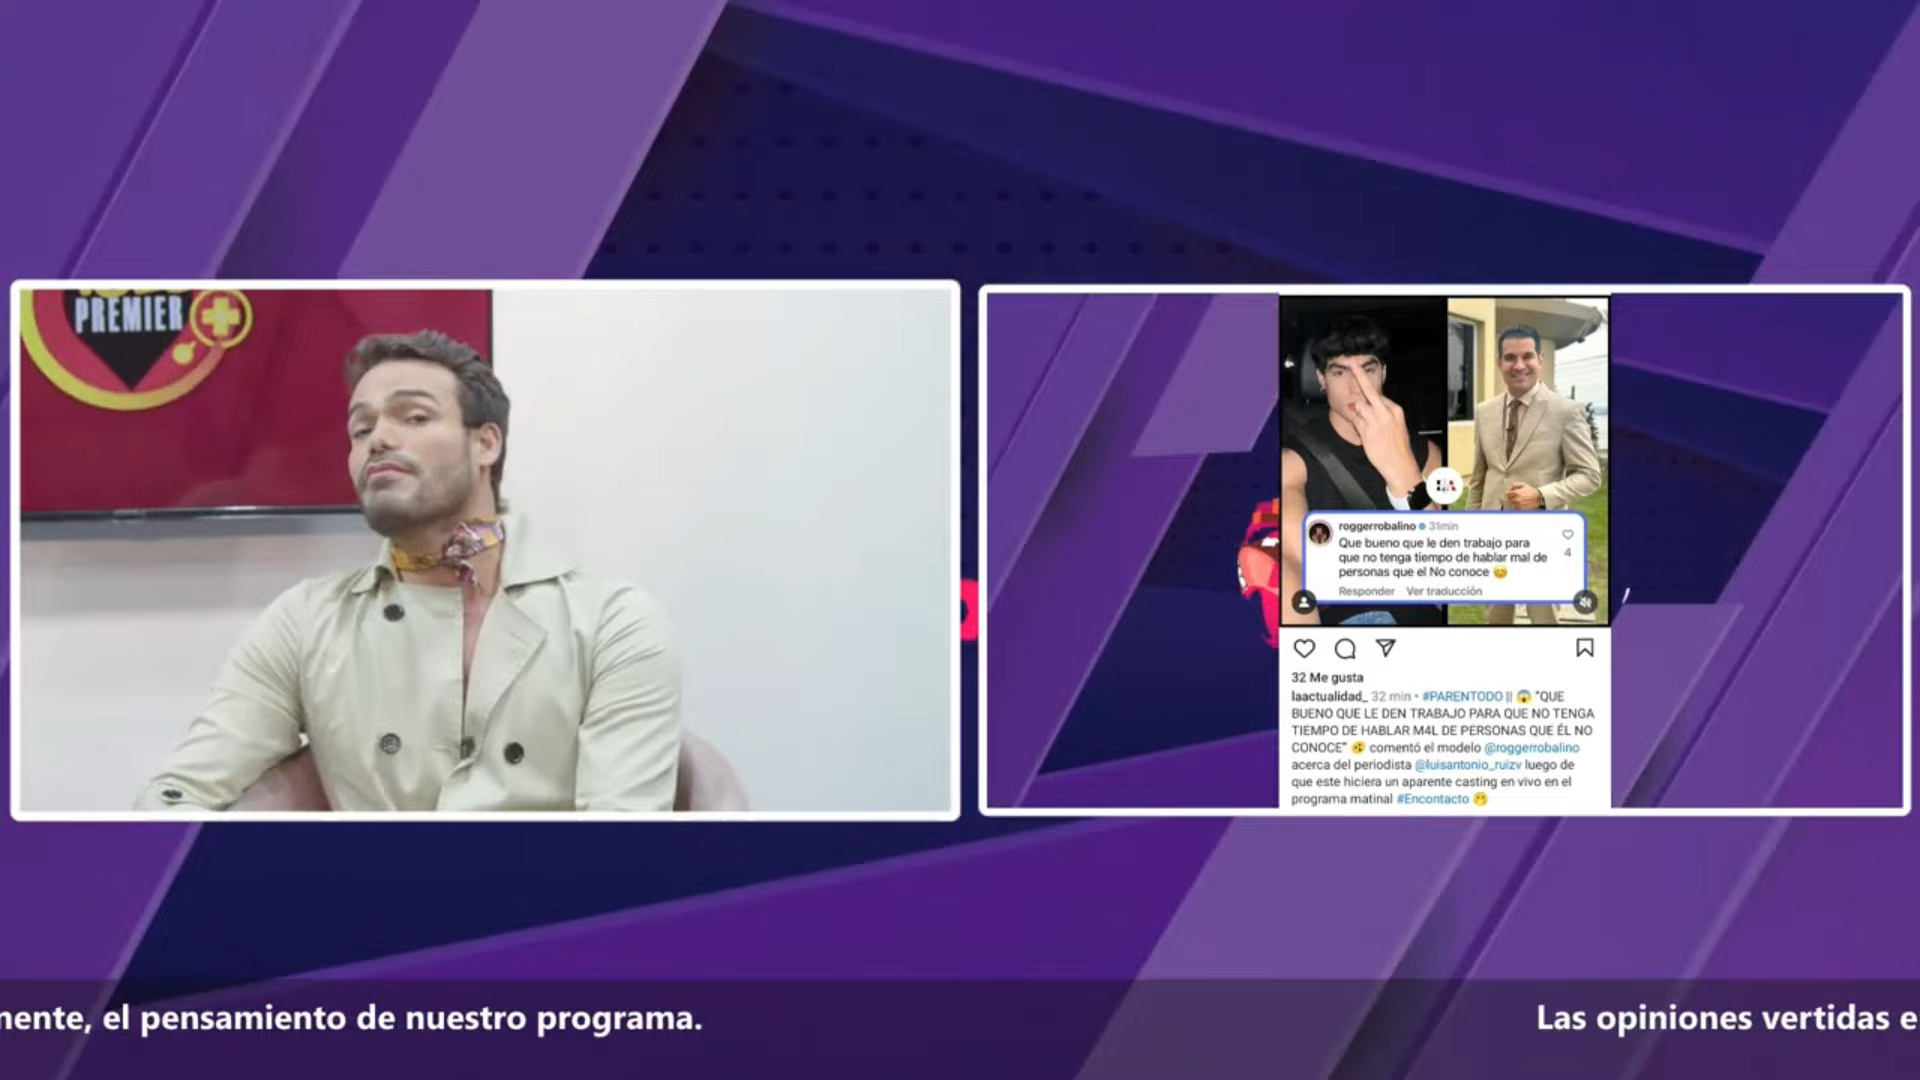 PREMIER
roggerrobalino 31min
Que bueno que le den trabajo para
que no tenga tiempo de hablar mal de
personas que el No conoce 😊
4
Responder Ver traducción
32 Me gusta
laactualidad_ 32 min • #PARENTODO || 😱 "QUE
BUENO QUE LE DEN TRABAJO PARA QUE NO TENGA
TIEMPO DE HABLAR M4L DE PERSONAS QUE ÉL NO
CONOCE" 🫢 comentó el modelo @roggerrobalino
acerca del periodista @luisantonio_ruizv luego de
que este hiciera un aparente casting en vivo en el
programa matinal #Encontacto 🫢
nente, el pensamiento de nuestro programa.
Las opiniones vertidas e